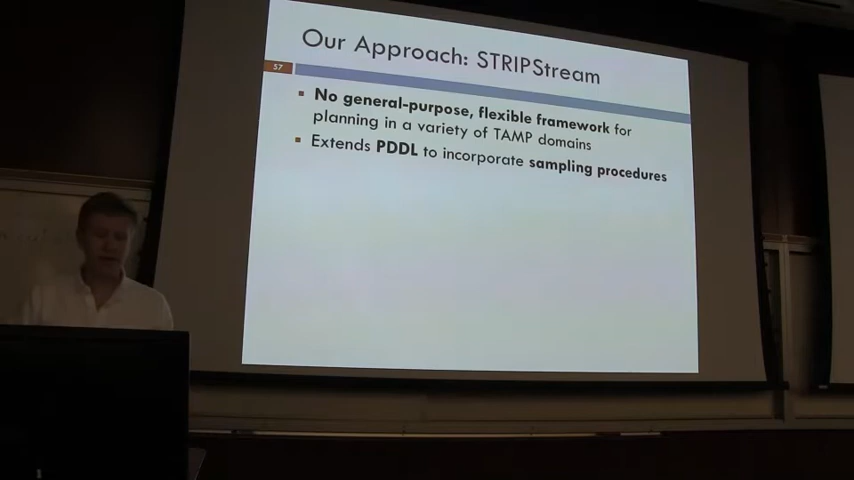 Our Approach: STRIPStream
57
No general-purpose, flexible framework for
planning in a variety of TAMP domains
Extends PDDL to incorporate sampling procedures